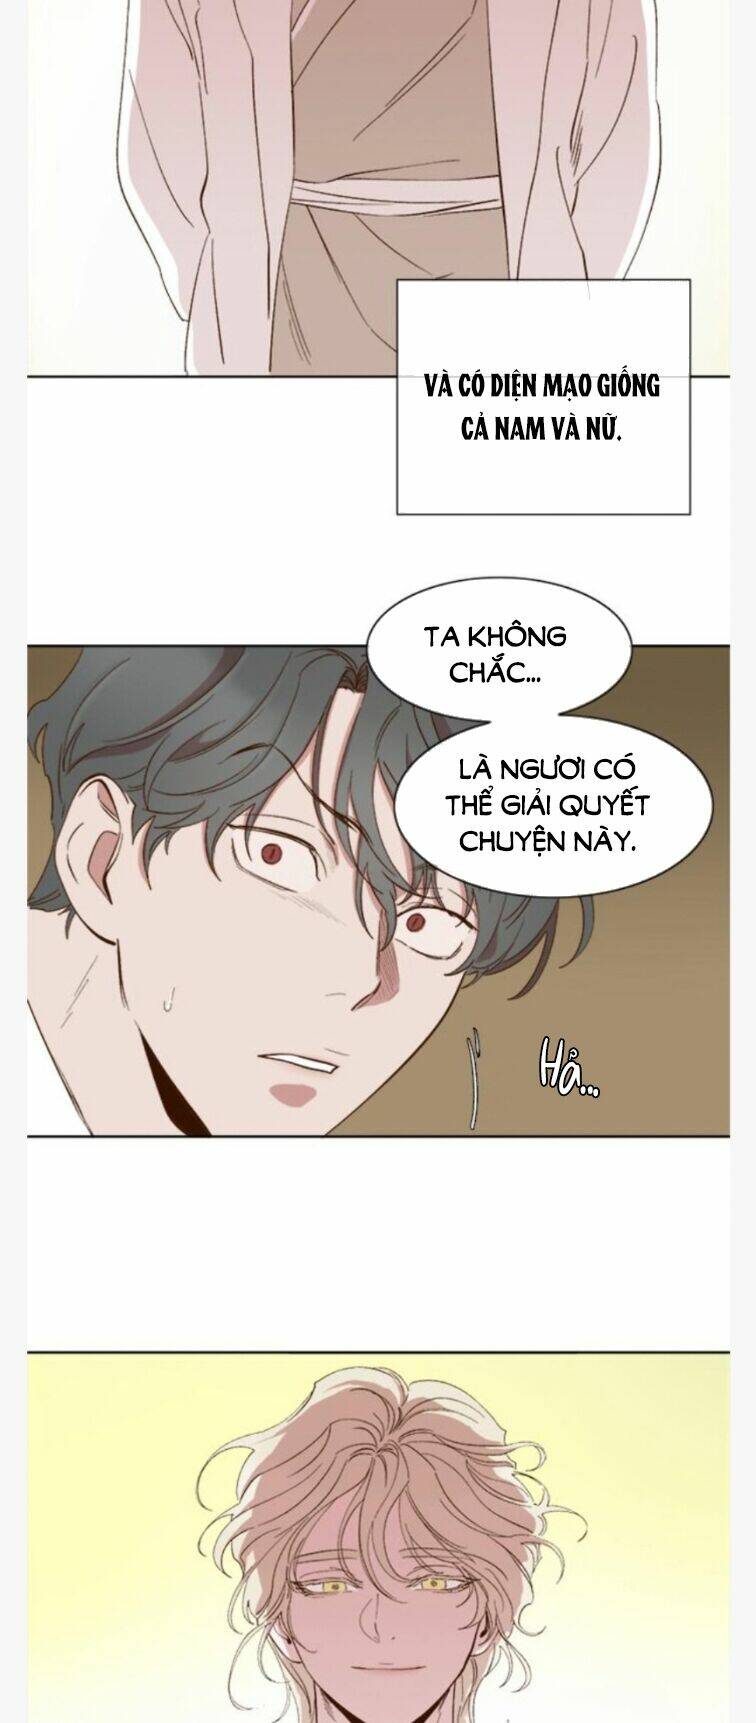 VÀ CÓ DIỆN MẠO GIỐNG
CẢ NAM VÀ NỮ.
TA KHÔNG
CHẮC...
LÀ NGƯƠI CÓ
THỂ GIẢI QUYẾT
CHUYỆN NÀY.
HẢ...